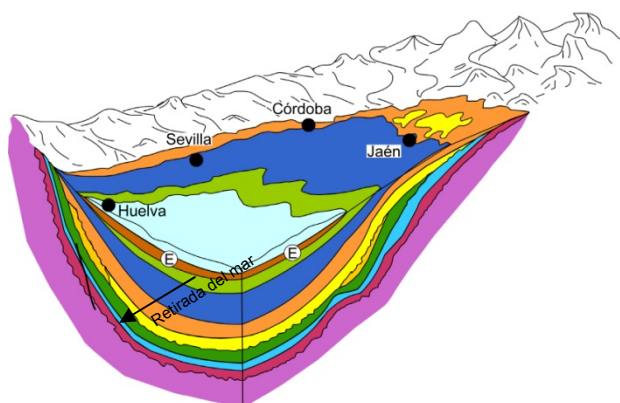 Córdoba
Sevilla
Jaén
Huelva
E
E
Retirada del mar